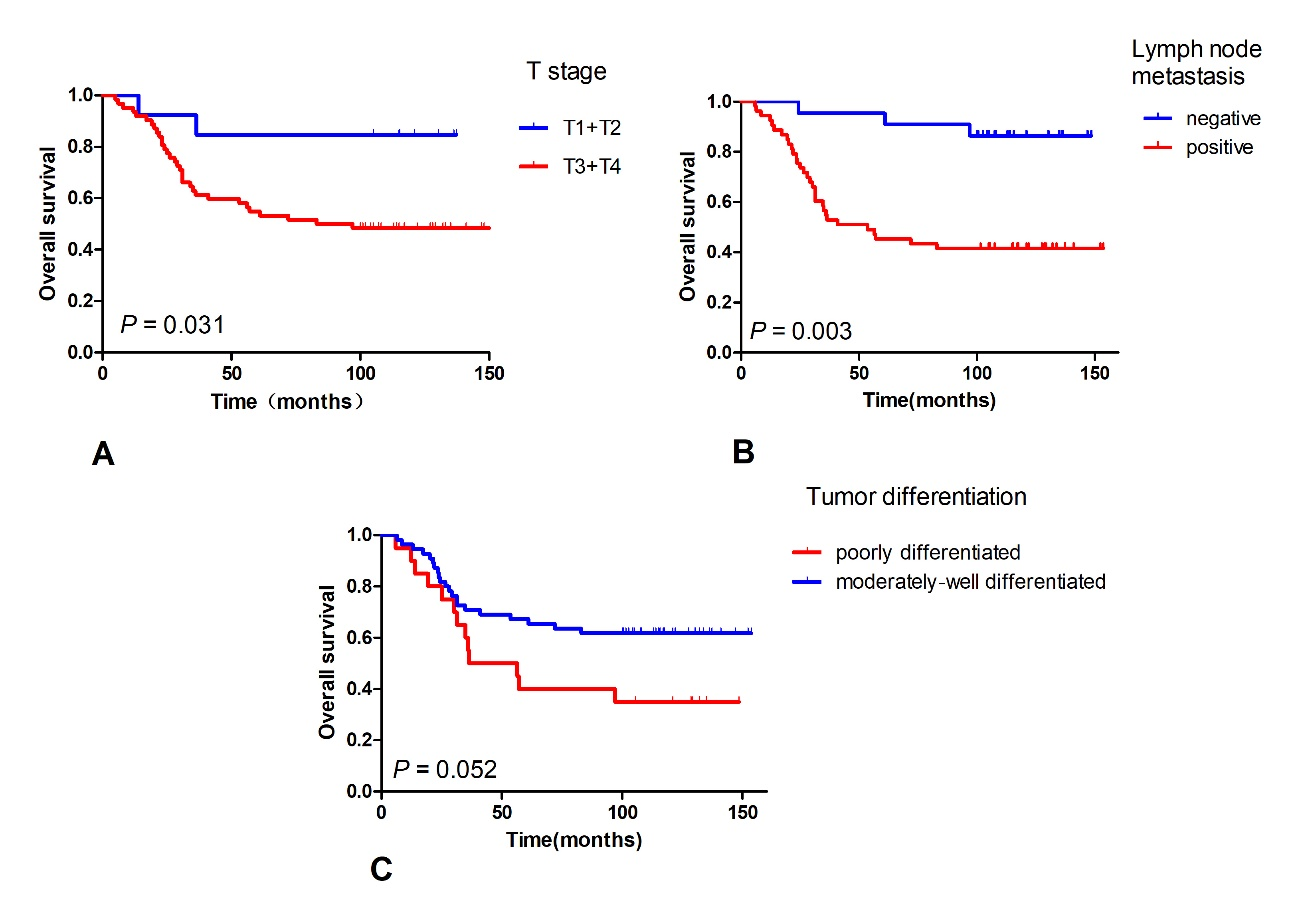 T stage
T1+T2
T3+T4
Overall survival
1.0
0.8
0.6
0.4
0.2
0.0
P = 0.031
0 50 100 150
Time（months）
A
Lymph node
metastasis
negative
positive
Overall survival
1.0
0.8
0.6
0.4
0.2
0.0
P = 0.003
0 50 100 150
Time(months)
B
Tumor differentiation
poorly differentiated
moderately-well differentiated
Overall survival
1.0
0.8
0.6
0.4
0.2
0.0
P = 0.052
0 50 100 150
Time(months)
C